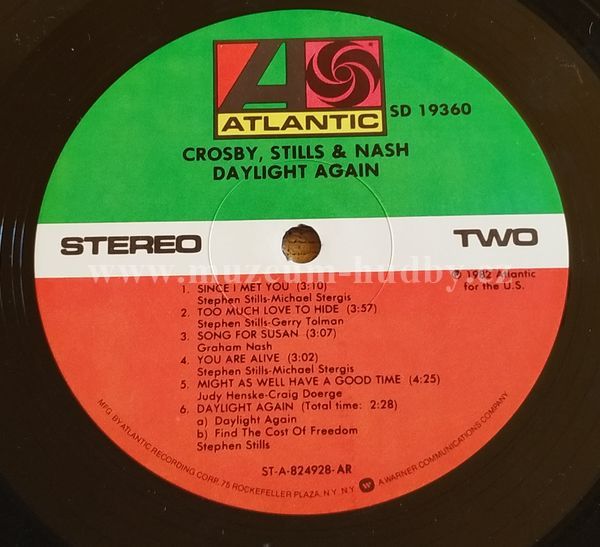 ATLANTIC
SD 19360
CROSBY, STILLS & NASH
DAYLIGHT AGAIN
STEREO
TWO
www.muzeum-hudby.cz
℗ 1982 Atlantic
for the U.S.
1. SINCE I MET YOU (3:10)
Stephen Stills-Michael Stergis
2. TOO MUCH LOVE TO HIDE (3:57)
Stephen Stills-Gerry Tolman
3. SONG FOR SUSAN (3:07)
Graham Nash
4. YOU ARE ALIVE (3:02)
Stephen Stills-Michael Stergis
5. MIGHT AS WELL HAVE A GOOD TIME (4:25)
Judy Henske-Craig Doerge
6. DAYLIGHT AGAIN (Total time: 2:28)
a) Daylight Again
b) Find The Cost Of Freedom
Stephen Stills
ST-A-824928-AR
MFG. BY ATLANTIC RECORDING CORP. 75 ROCKEFELLER PLAZA, N.Y. N.Y. A WARNER COMMUNICATIONS COMPANY